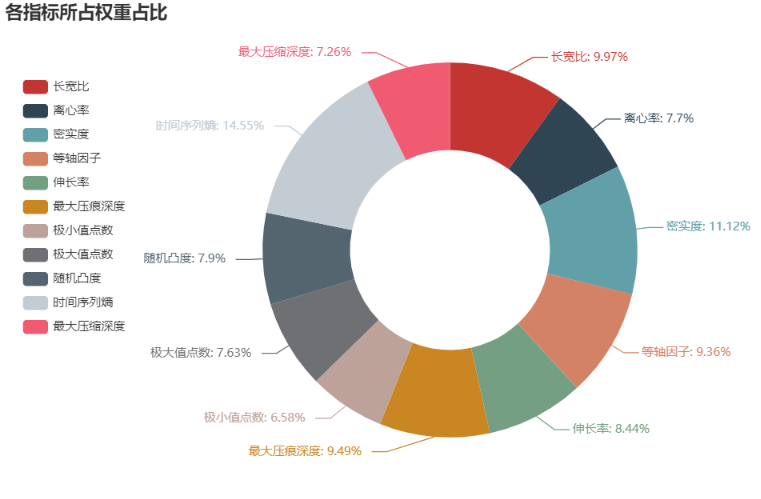 各指标所占权重占比
长宽比
离心率
密实度
等轴因子
伸长率
最大压痕深度
极小值点数
极大值点数
随机凸度
时间序列熵
最大压缩深度
最大压缩深度: 7.26%
长宽比: 9.97%
时间序列熵: 14.55%
离心率: 7.7%
密实度: 11.12%
随机凸度: 7.9%
极大值点数: 7.63%
等轴因子: 9.36%
极小值点数: 6.58%
伸长率: 8.44%
最大压痕深度: 9.49%